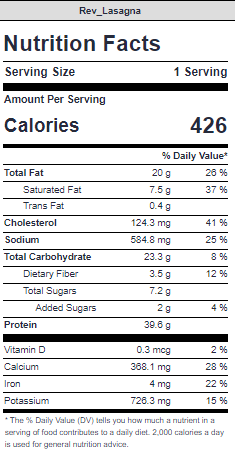 Rev_Lasagna
Nutrition Facts
Serving Size 1 Serving
Amount Per Serving
Calories 426
% Daily Value*
Total Fat 20 g 26 %
Saturated Fat 7.5 g 37 %
Trans Fat 0.4 g
Cholesterol 124.3 mg 41 %
Sodium 584.8 mg 25 %
Total Carbohydrate 23.3 g 8 %
Dietary Fiber 3.5 g 12 %
Total Sugars 7.2 g
Added Sugars 2 g 4 %
Protein 39.6 g
Vitamin D 0.3 mcg 2 %
Calcium 368.1 mg 28 %
Iron 4 mg 22 %
Potassium 726.3 mg 15 %
* The % Daily Value (DV) tells you how much a nutrient in a
serving of food contributes to a daily diet. 2,000 calories a day
is used for general nutrition advice.